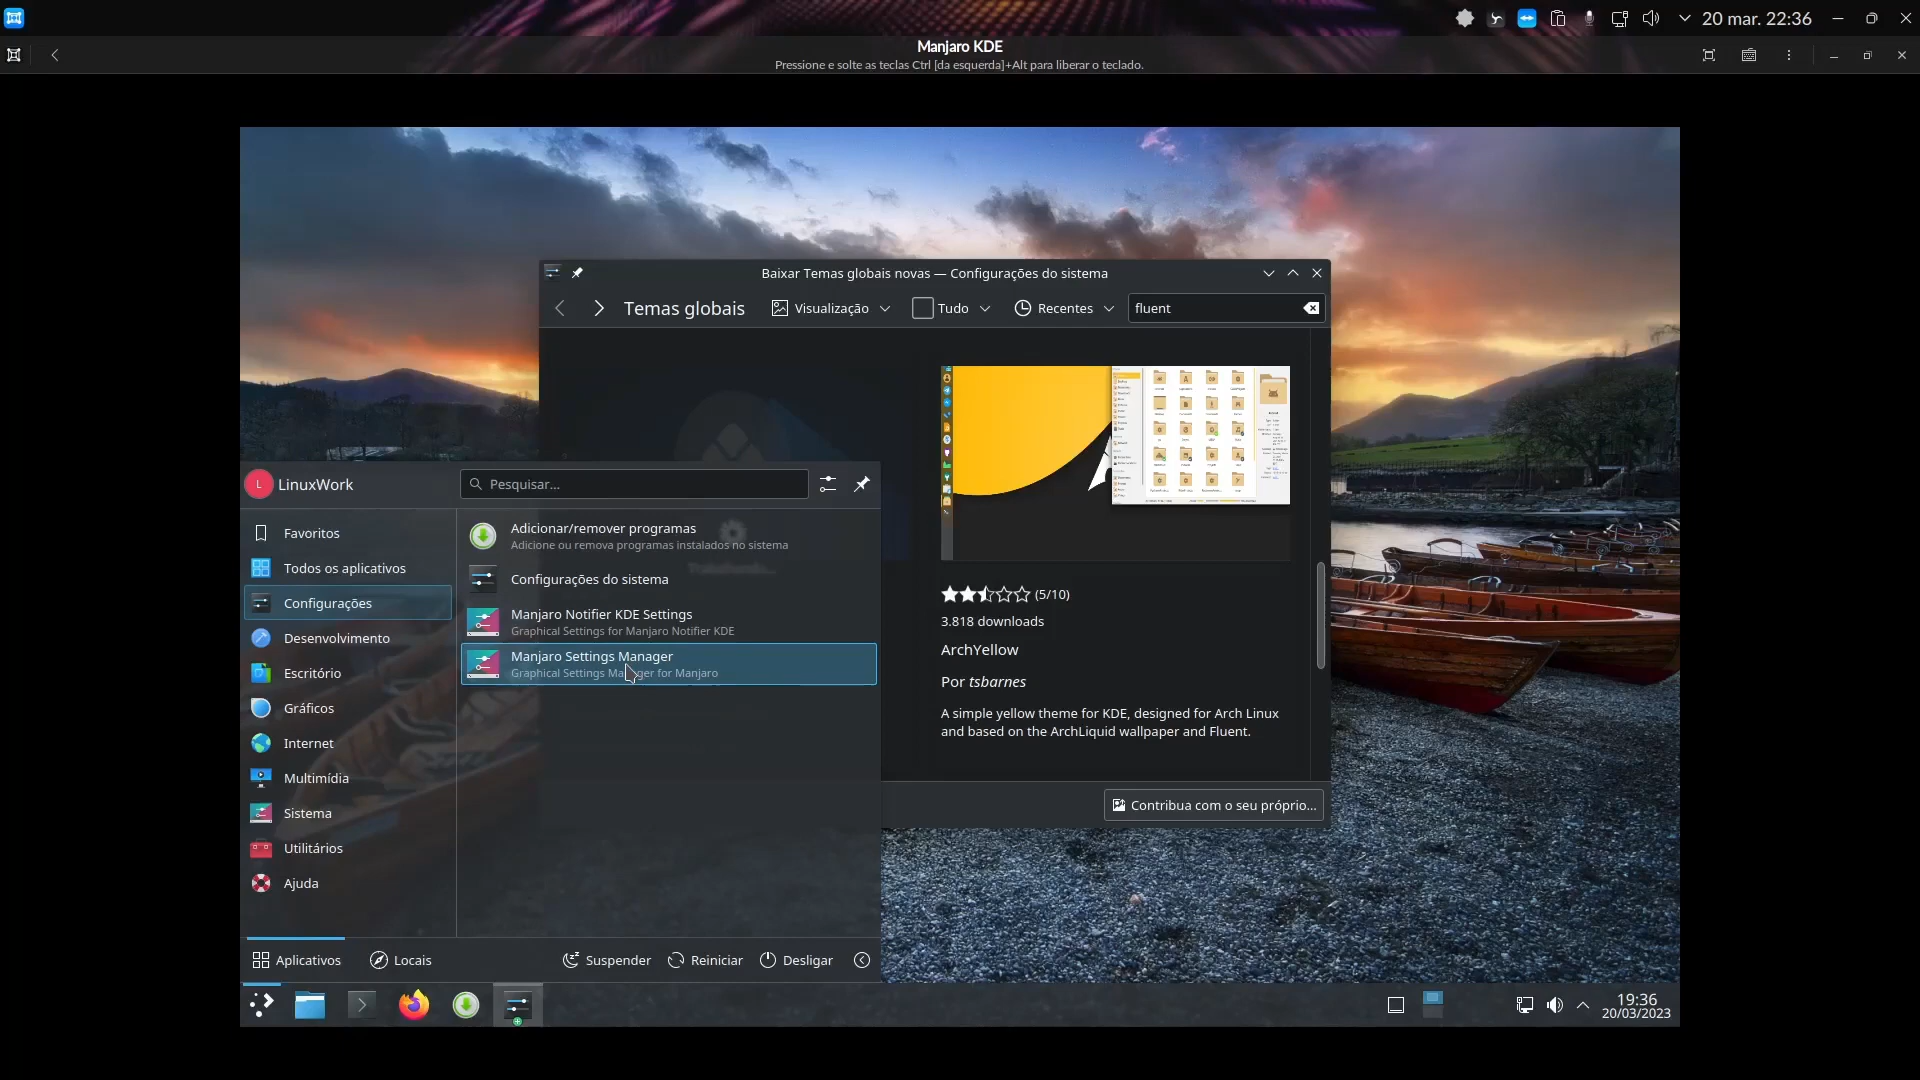 20 mar. 22:36
Manjaro KDE
Pressione e solte as teclas Ctrl [da esquerda]+Alt para liberar o teclado.
Baixar Temas globais novas — Configurações do sistema
Temas globais
Visualização
Tudo
Recentes
fluent
(5/10)
3.818 downloads
ArchYellow
Por tsbarnes
A simple yellow theme for KDE, designed for Arch Linux
and based on the ArchLiquid wallpaper and Fluent.
Contribua com o seu próprio...
L
LinuxWork
Pesquisar...
Favoritos
Todos os aplicativos
Configurações
Desenvolvimento
Escritório
Gráficos
Internet
Multimídia
Sistema
Utilitários
Ajuda
Adicionar/remover programas
Adicione ou remova programas instalados no sistema
Configurações do sistema
Manjaro Notifier KDE Settings
Graphical Settings for Manjaro Notifier KDE
Manjaro Settings Manager
Graphical Settings Manager for Manjaro
Aplicativos
Locais
Suspender
Reiniciar
Desligar
19:36
20/03/2023